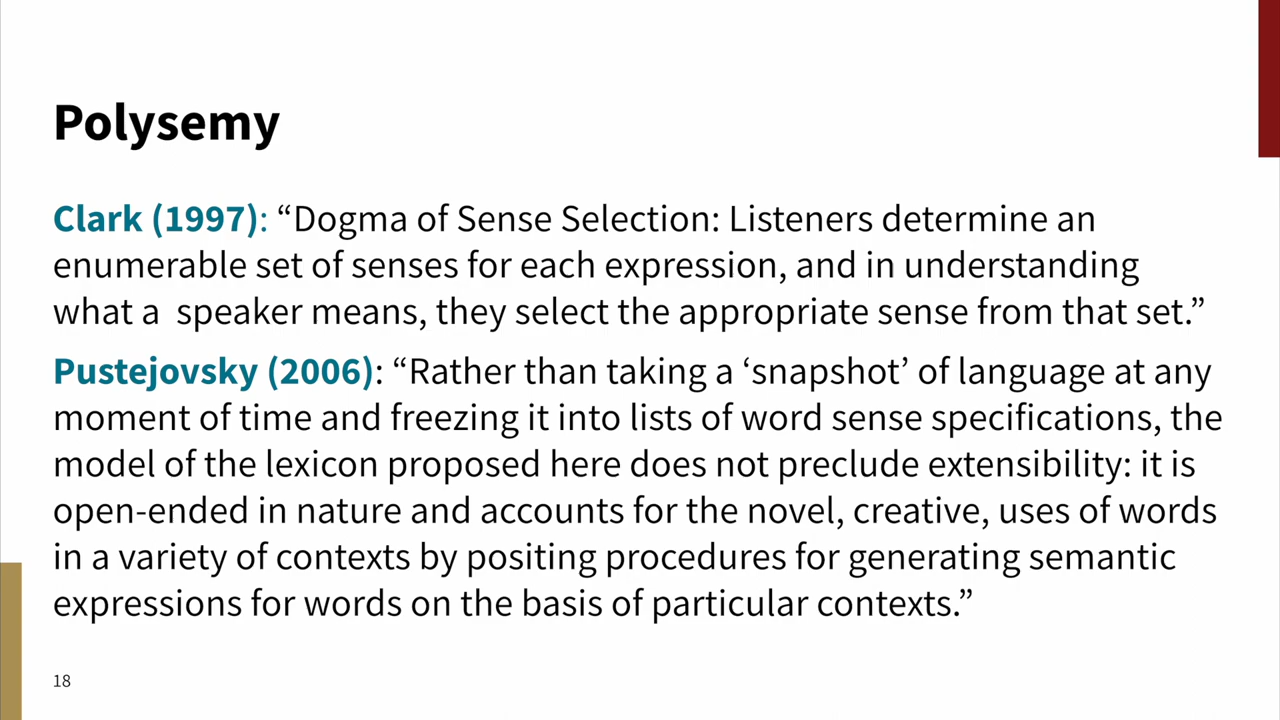 Polysemy
Clark (1997): “Dogma of Sense Selection: Listeners determine an
enumerable set of senses for each expression, and in understanding
what a  speaker means, they select the appropriate sense from that set.”
Pustejovsky (2006): “Rather than taking a ‘snapshot’ of language at any
moment of time and freezing it into lists of word sense specifications, the
model of the lexicon proposed here does not preclude extensibility: it is
open-ended in nature and accounts for the novel, creative, uses of words
in a variety of contexts by positing procedures for generating semantic
expressions for words on the basis of particular contexts.”
18